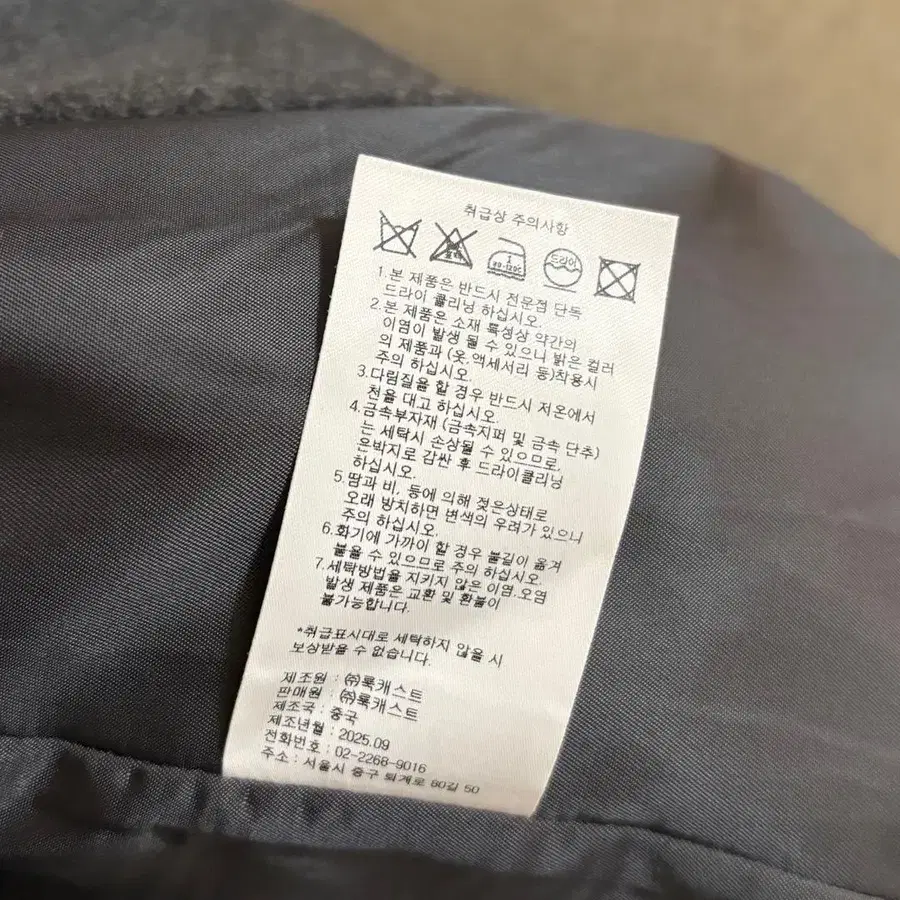 취급상 주의사항
표백
1
80-120C
드라이
1.본 제품은 반드시 전문점 단독
드라이 클리닝 하십시오.
2.본 제품은 소재 특성상 약간의
이염이 발생 될 수 있으니 밝은 컬러
의 제품과 (옷,액세서리 등)착용시
주의 하십시오.
3.다림질을 할 경우 반드시 저온에서
천을 대고 하십시오.
4.금속부자재 (금속지퍼 및 금속 단추)
는 세탁시 손상될 수 있으므로,
은박지로 감싼 후 드라이클리닝
하십시오.
5.땀과 비, 등에 의해 젖은상태로
오래 방치하면 변색의 우려가 있으니
주의 하십시오.
6.화기에 가까이 할 경우 불길이 옮겨
붙을 수 있으므로 주의 하십시오.
7.세탁방법을 지키지 않은 이염.오염
발생 제품은 교환 및 환불이
불가능합니다.
*취급표시대로 세탁하지 않을 시
보상받을 수 없습니다.
제조원 : ㈜록캐스트
판매원 : ㈜록캐스트
제조국 : 중국
제조년월 : 2025.09
전화번호 : 02-2268-9016
주소 : 서울시 중구 퇴계로 80길 50